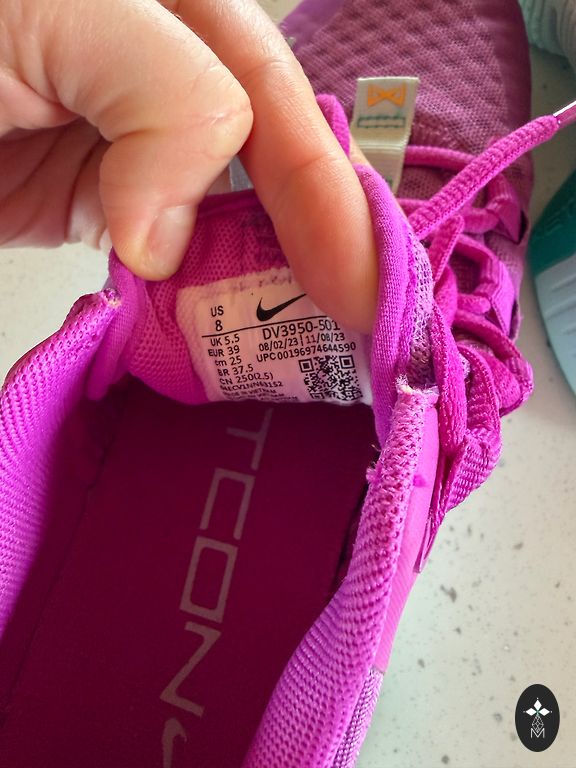 US
8
UK 5.5
EUR 39
cm 25
BR 37.5
CN 250(2.5)
DV3950-501
08/02/23 | 11/08/23
UPC 00196974644590
TCON
M